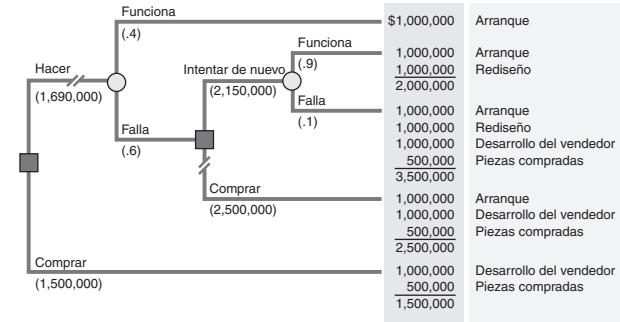 Funciona
(.4)
$1,000,000 Arranque
Hacer
(1,690,000)
Intentar de nuevo
(2,150,000)
Funciona
(.9)
1,000,000 Arranque
1,000,000 Rediseño
2,000,000
Falla
(.1)
1,000,000 Arranque
1,000,000 Rediseño
1,000,000 Desarrollo del vendedor
500,000 Piezas compradas
3,500,000
Falla
(.6)
Comprar
(2,500,000)
1,000,000 Arranque
1,000,000 Desarrollo del vendedor
500,000 Piezas compradas
2,500,000
Comprar
(1,500,000)
1,000,000 Desarrollo del vendedor
500,000 Piezas compradas
1,500,000